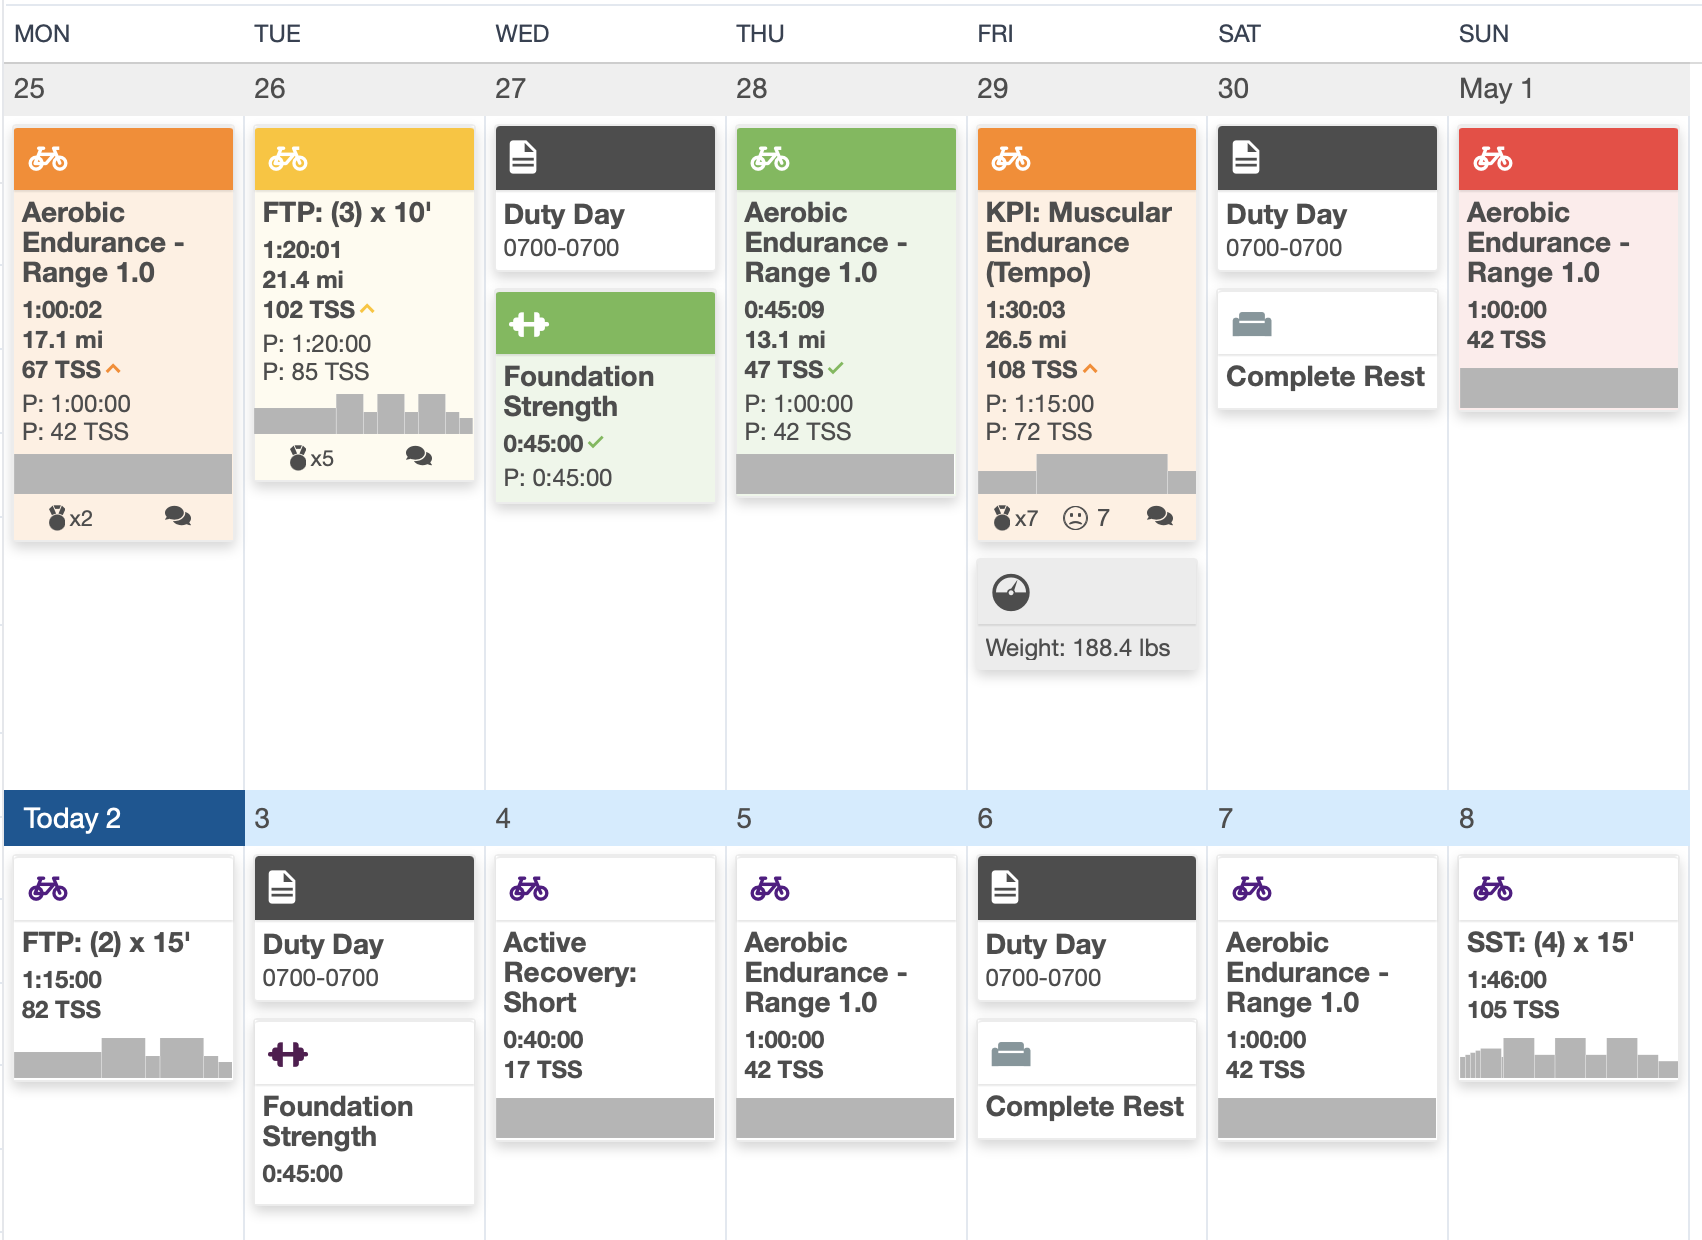 MON
TUE
WED
THU
FRI
SAT
SUN
25
26
27
28
29
30
May 1
Aerobic
Endurance -
Range 1.0
1:00:02
17.1 mi
67 TSS
P: 1:00:00
P: 42 TSS
x2
FTP: (3) x 10'
1:20:01
21.4 mi
102 TSS
P: 1:20:00
P: 85 TSS
x5
Duty Day
0700-0700
Foundation
Strength
0:45:00
P: 0:45:00
Aerobic
Endurance -
Range 1.0
0:45:09
13.1 mi
47 TSS
P: 1:00:00
P: 42 TSS
KPI: Muscular
Endurance
(Tempo)
1:30:03
26.5 mi
108 TSS
P: 1:15:00
P: 72 TSS
x7 7
Weight: 188.4 lbs
Duty Day
0700-0700
Complete Rest
Aerobic
Endurance -
Range 1.0
1:00:00
42 TSS
Today 2
3
4
5
6
7
8
FTP: (2) x 15'
1:15:00
82 TSS
Duty Day
0700-0700
Foundation
Strength
0:45:00
Active
Recovery:
Short
0:40:00
17 TSS
Aerobic
Endurance -
Range 1.0
1:00:00
42 TSS
Duty Day
0700-0700
Complete Rest
Aerobic
Endurance -
Range 1.0
1:00:00
42 TSS
SST: (4) x 15'
1:46:00
105 TSS